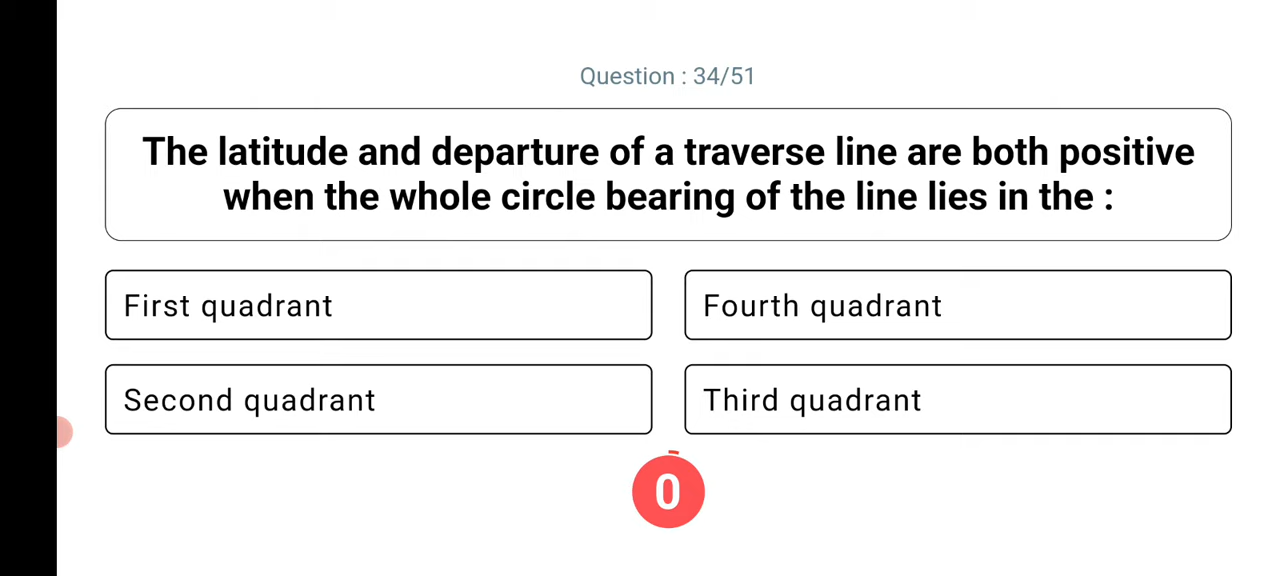 Question : 34/51
The latitude and departure of a traverse line are both positive
when the whole circle bearing of the line lies in the :
First quadrant
Fourth quadrant
Second quadrant
Third quadrant
0